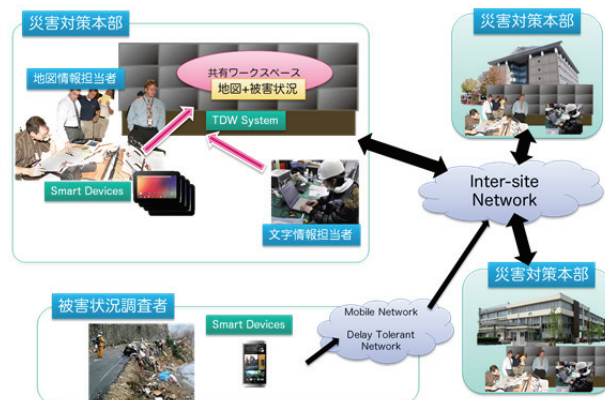 災害対策本部
地図情報担当者
共有ワークスペース
地図+被害状況
TDW System
Smart Devices
文字情報担当者
災害対策本部
Inter-site
Network
災害対策本部
被害状況調査者
Smart Devices
Mobile Network
Delay Tolerant
Network